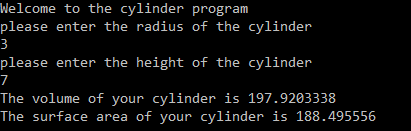 Welcome to the cylinder program
please enter the radius of the cylinder
3
please enter the height of the cylinder
7
The volume of your cylinder is 197.9203338
The surface area of your cylinder is 188.495556